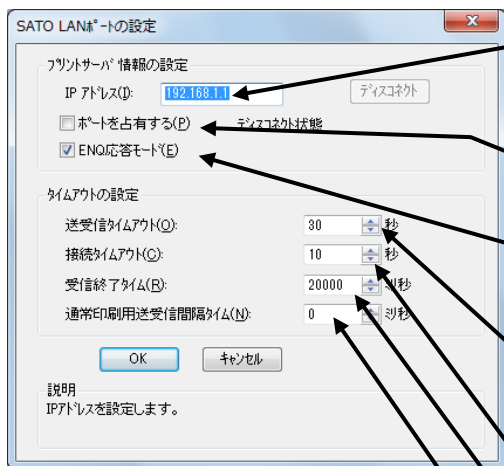 SATO LANﾎﾟｰﾄの設定
ﾌﾟﾘﾝﾄｻｰﾊﾞ情報の設定
IP ｱﾄﾞﾚｽ(I): 192.168.1.1 ﾃﾞｨｽｺﾈｸﾄ
ﾎﾟｰﾄを占有する(P) ﾃﾞｨｽｺﾈｸﾄ状態
ENQ応答ﾓｰﾄﾞ(E)
ﾀｲﾑｱｳﾄの設定
送受信ﾀｲﾑｱｳﾄ(O): 30 秒
接続ﾀｲﾑｱｳﾄ(C): 10 秒
受信終了ﾀｲﾑ(R): 20000 ﾐﾘ秒
通常印刷用送受信間隔ﾀｲﾑ(N): 0 ﾐﾘ秒
OK ｷｬﾝｾﾙ
説明
IPｱﾄﾞﾚｽを設定します。